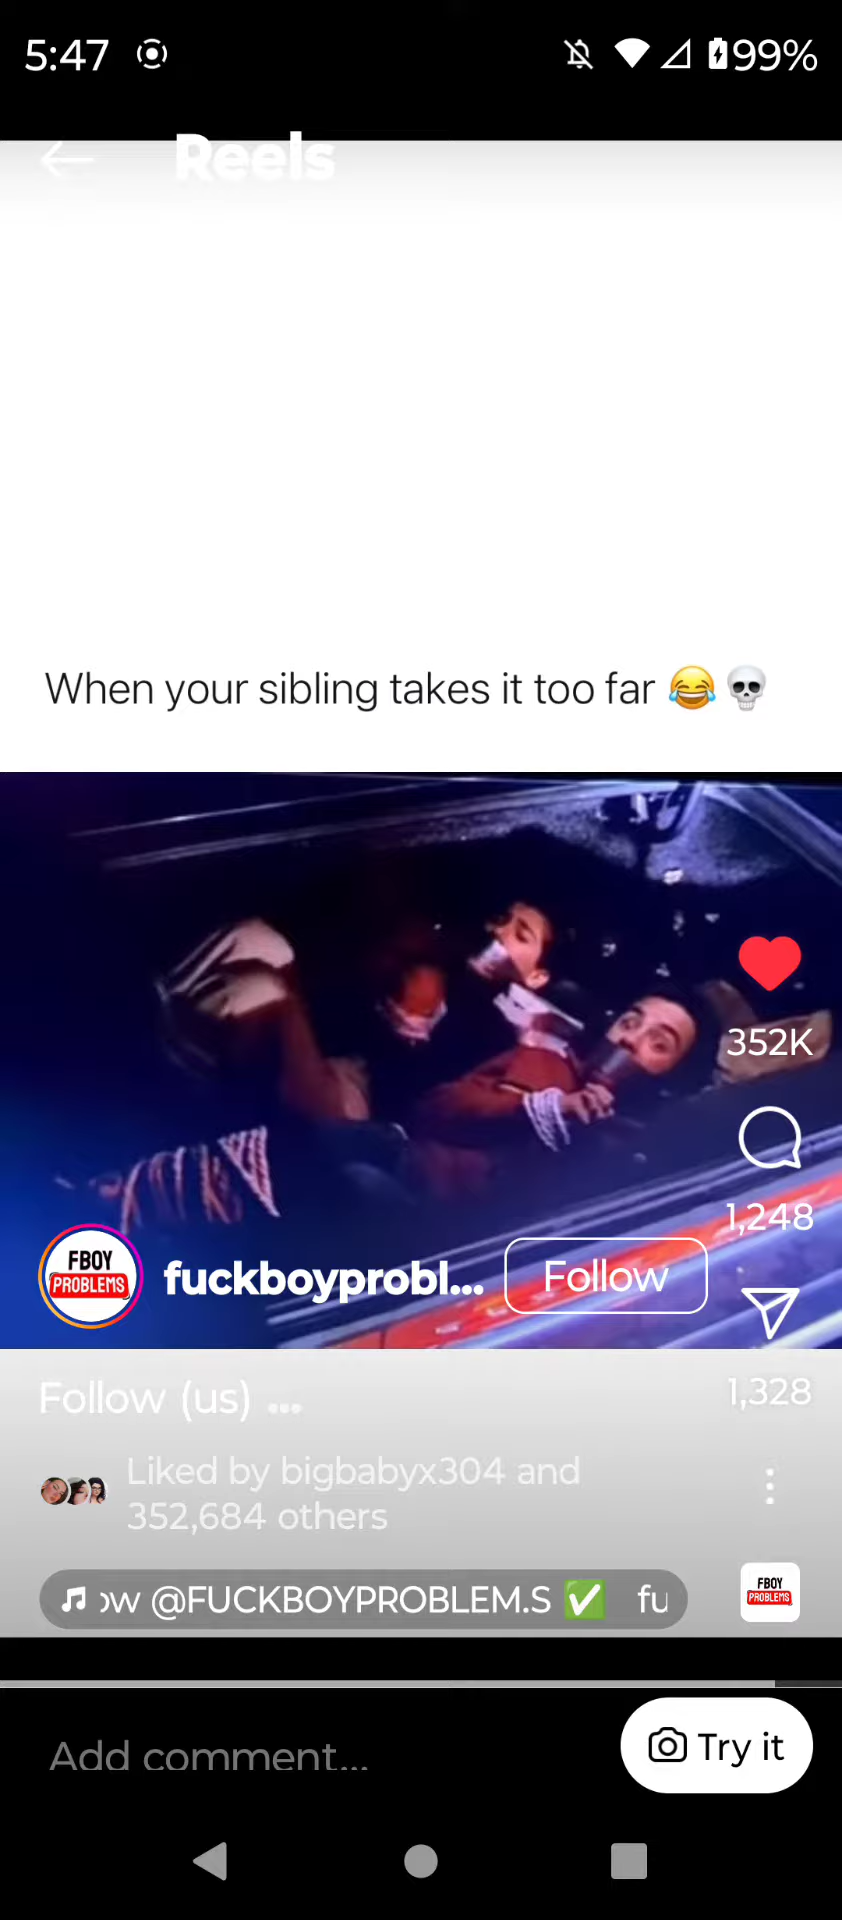 5:47
99%
Reels
When your sibling takes it too far 😂💀
352K
1,248
FBOY
PROBLEMS
fuckboyprobl...
Follow
Follow (us) ...
1,328
Liked by bigbabyx304 and
352,684 others
ow @FUCKBOYPROBLEM.S ✅ fu
FBOY
PROBLEMS
Add comment...
Try it